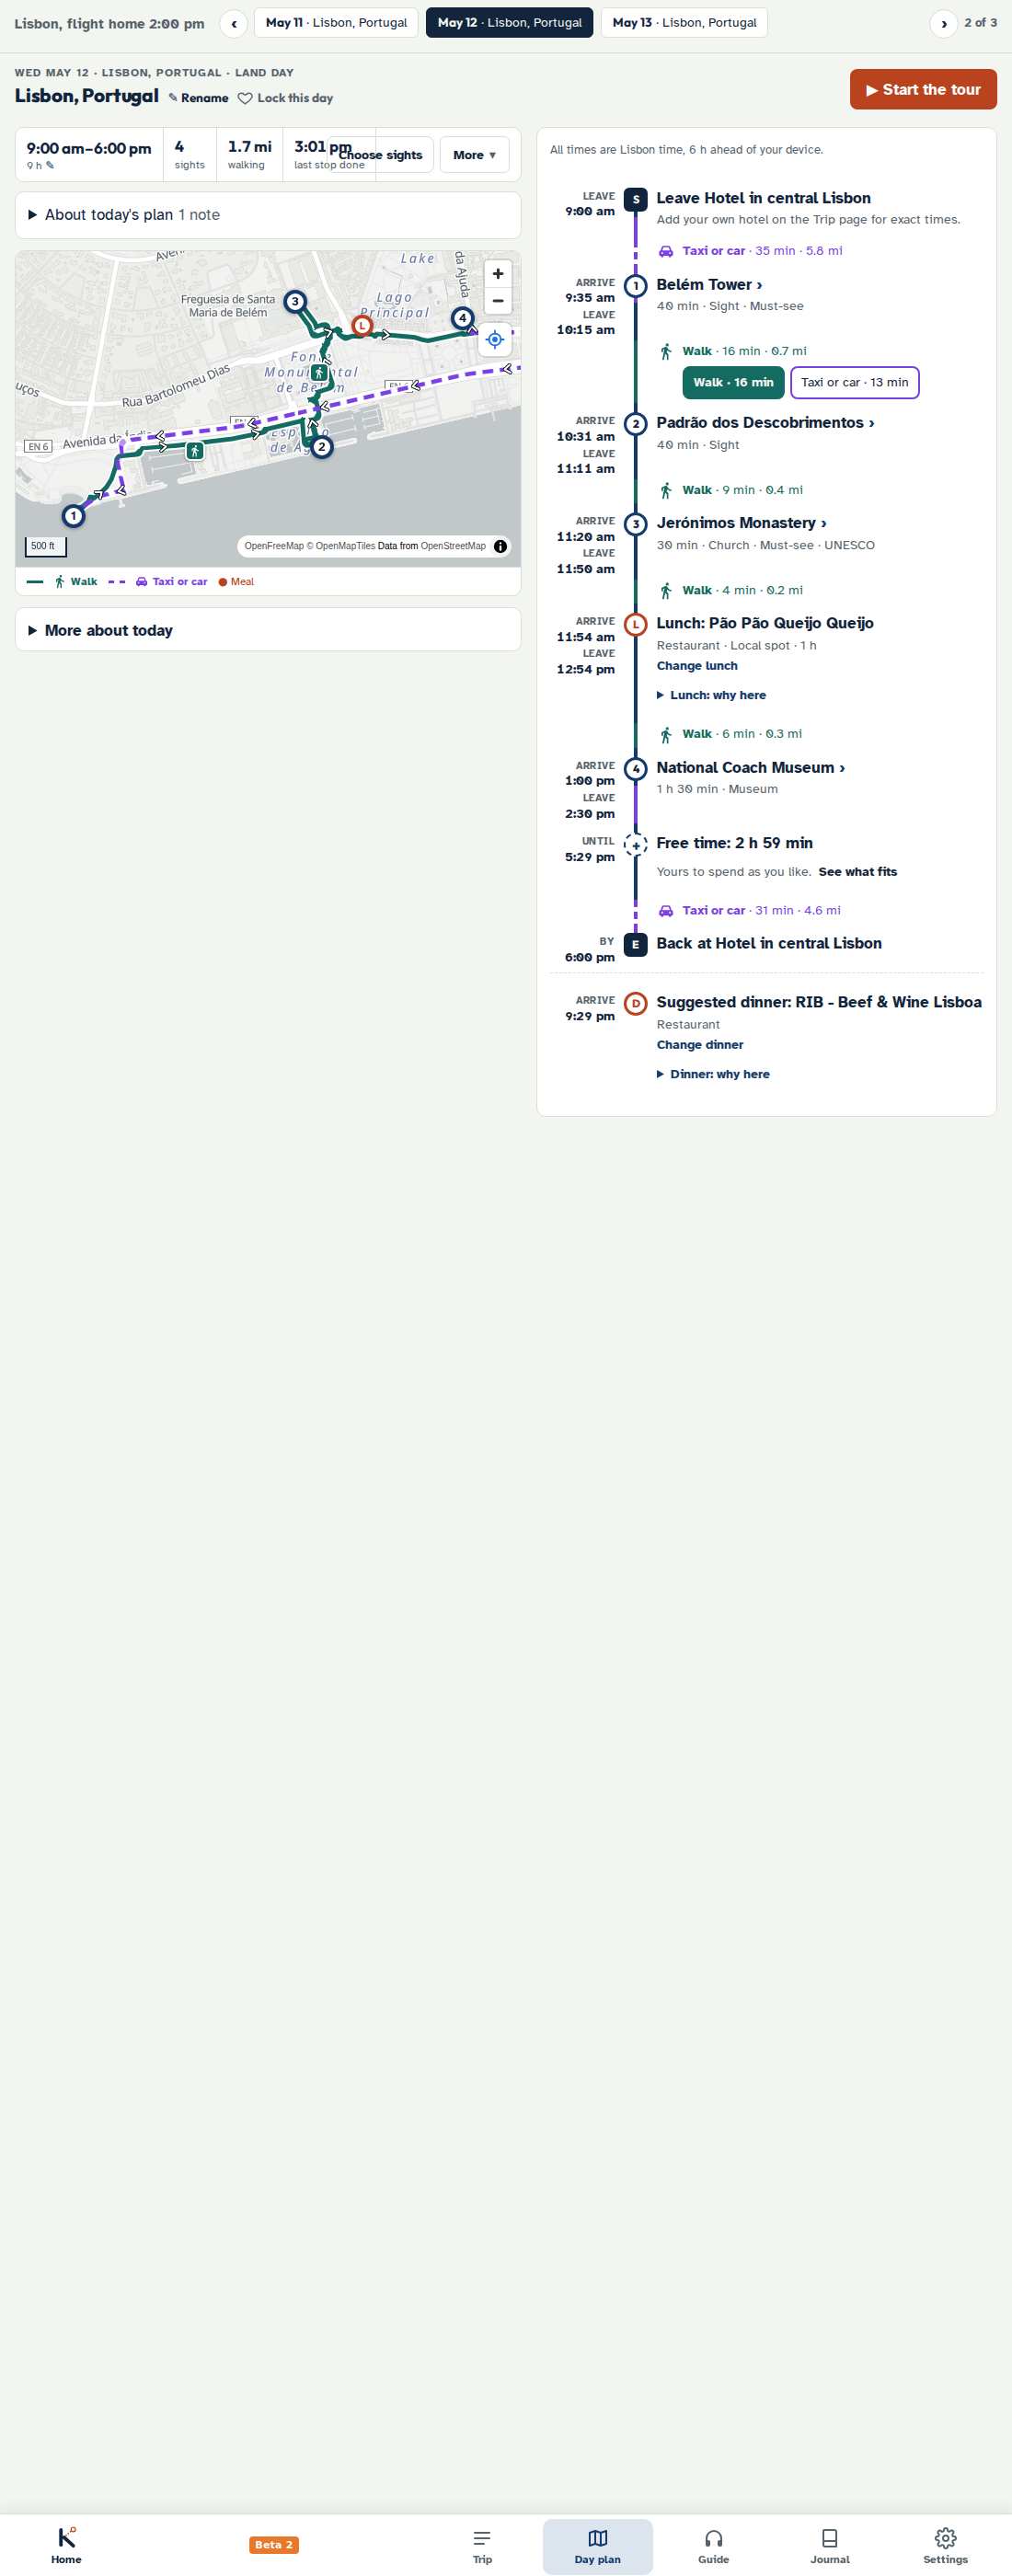 Lisbon, flight home 2:00 pm
‹
May 11 · Lisbon, Portugal
May 12 · Lisbon, Portugal
May 13 · Lisbon, Portugal
›
2 of 3
WED MAY 12 · LISBON, PORTUGAL · LAND DAY
Lisbon, Portugal
✎ Rename
Lock this day
▶ Start the tour
9:00 am–6:00 pm
9 h ✎
4
sights
1.7 mi
walking
3:01 pm
last stop done
Choose sights
More ▾
▶ About today's plan 1 note
Lake
da Ajuda
Freguesia de Santa
Maria de Belém
Lago
Principal
3
L
4
+
−
Rua Bartolomeu Dias
EN 6
2
1
500 ft
OpenFreeMap © OpenMapTiles Data from OpenStreetMap
Walk
Taxi or car
Meal
▶ More about today
All times are Lisbon time, 6 h ahead of your device.
LEAVE
9:00 am
S
Leave Hotel in central Lisbon
Add your own hotel on the Trip page for exact times.
Taxi or car · 35 min · 5.8 mi
ARRIVE
9:35 am
LEAVE
10:15 am
1
Belém Tower ›
40 min · Sight · Must-see
Walk · 16 min · 0.7 mi
Walk · 16 min
Taxi or car · 13 min
ARRIVE
10:31 am
LEAVE
11:11 am
2
Padrão dos Descobrimentos ›
40 min · Sight
Walk · 9 min · 0.4 mi
ARRIVE
11:20 am
LEAVE
11:50 am
3
Jerónimos Monastery ›
30 min · Church · Must-see · UNESCO
Walk · 4 min · 0.2 mi
ARRIVE
11:54 am
LEAVE
12:54 pm
L
Lunch: Pão Pão Queijo Queijo
Restaurant · Local spot · 1 h
Change lunch
▶ Lunch: why here
Walk · 6 min · 0.3 mi
ARRIVE
1:00 pm
LEAVE
2:30 pm
4
National Coach Museum ›
1 h 30 min · Museum
UNTIL
5:29 pm
+
Free time: 2 h 59 min
Yours to spend as you like. See what fits
Taxi or car · 31 min · 4.6 mi
BY
6:00 pm
E
Back at Hotel in central Lisbon
ARRIVE
9:29 pm
D
Suggested dinner: RIB - Beef & Wine Lisboa
Restaurant
Change dinner
▶ Dinner: why here
Home
Beta 2
Trip
Day plan
Guide
Journal
Settings